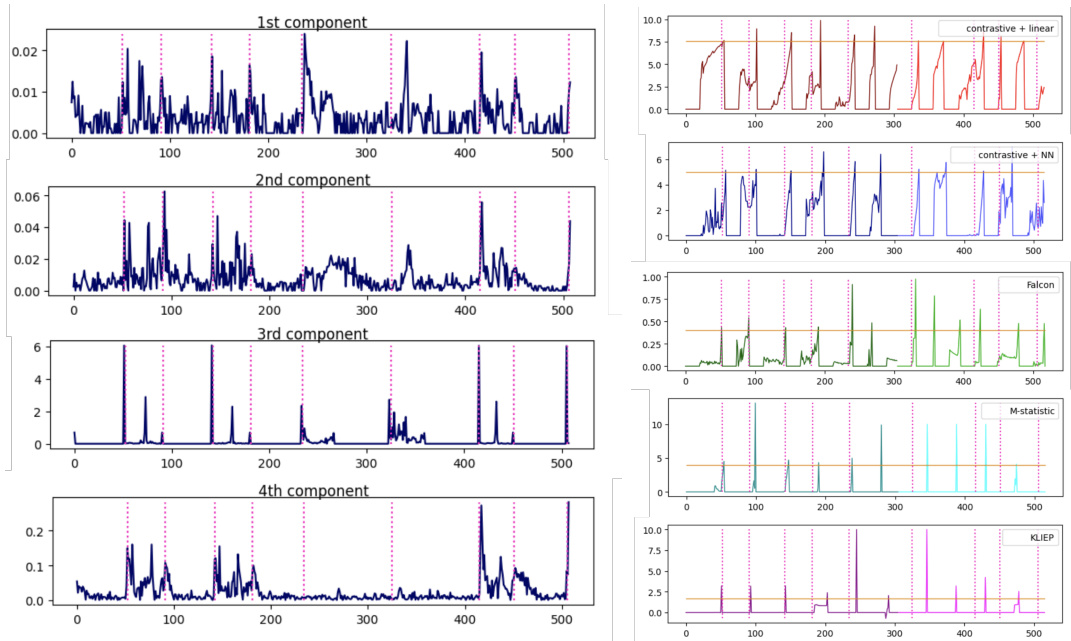 1st component
0.02
0.01
0.00
0 100 200 300 400 500
2nd component
0.06
0.04
0.02
0.00
0 100 200 300 400 500
3rd component
6
4
2
0
0 100 200 300 400 500
4th component
0.2
0.1
0.0
0 100 200 300 400 500
contrastive + linear
10.0
7.5
5.0
2.5
0.0
0 100 200 300 400 500
contrastive + NN
6
4
2
0
0 100 200 300 400 500
Falcon
1.00
0.75
0.50
0.25
0.00
0 100 200 300 400 500
M-statistic
10
5
0
0 100 200 300 400 500
KLIEP
10.0
7.5
5.0
2.5
0.0
0 100 200 300 400 500